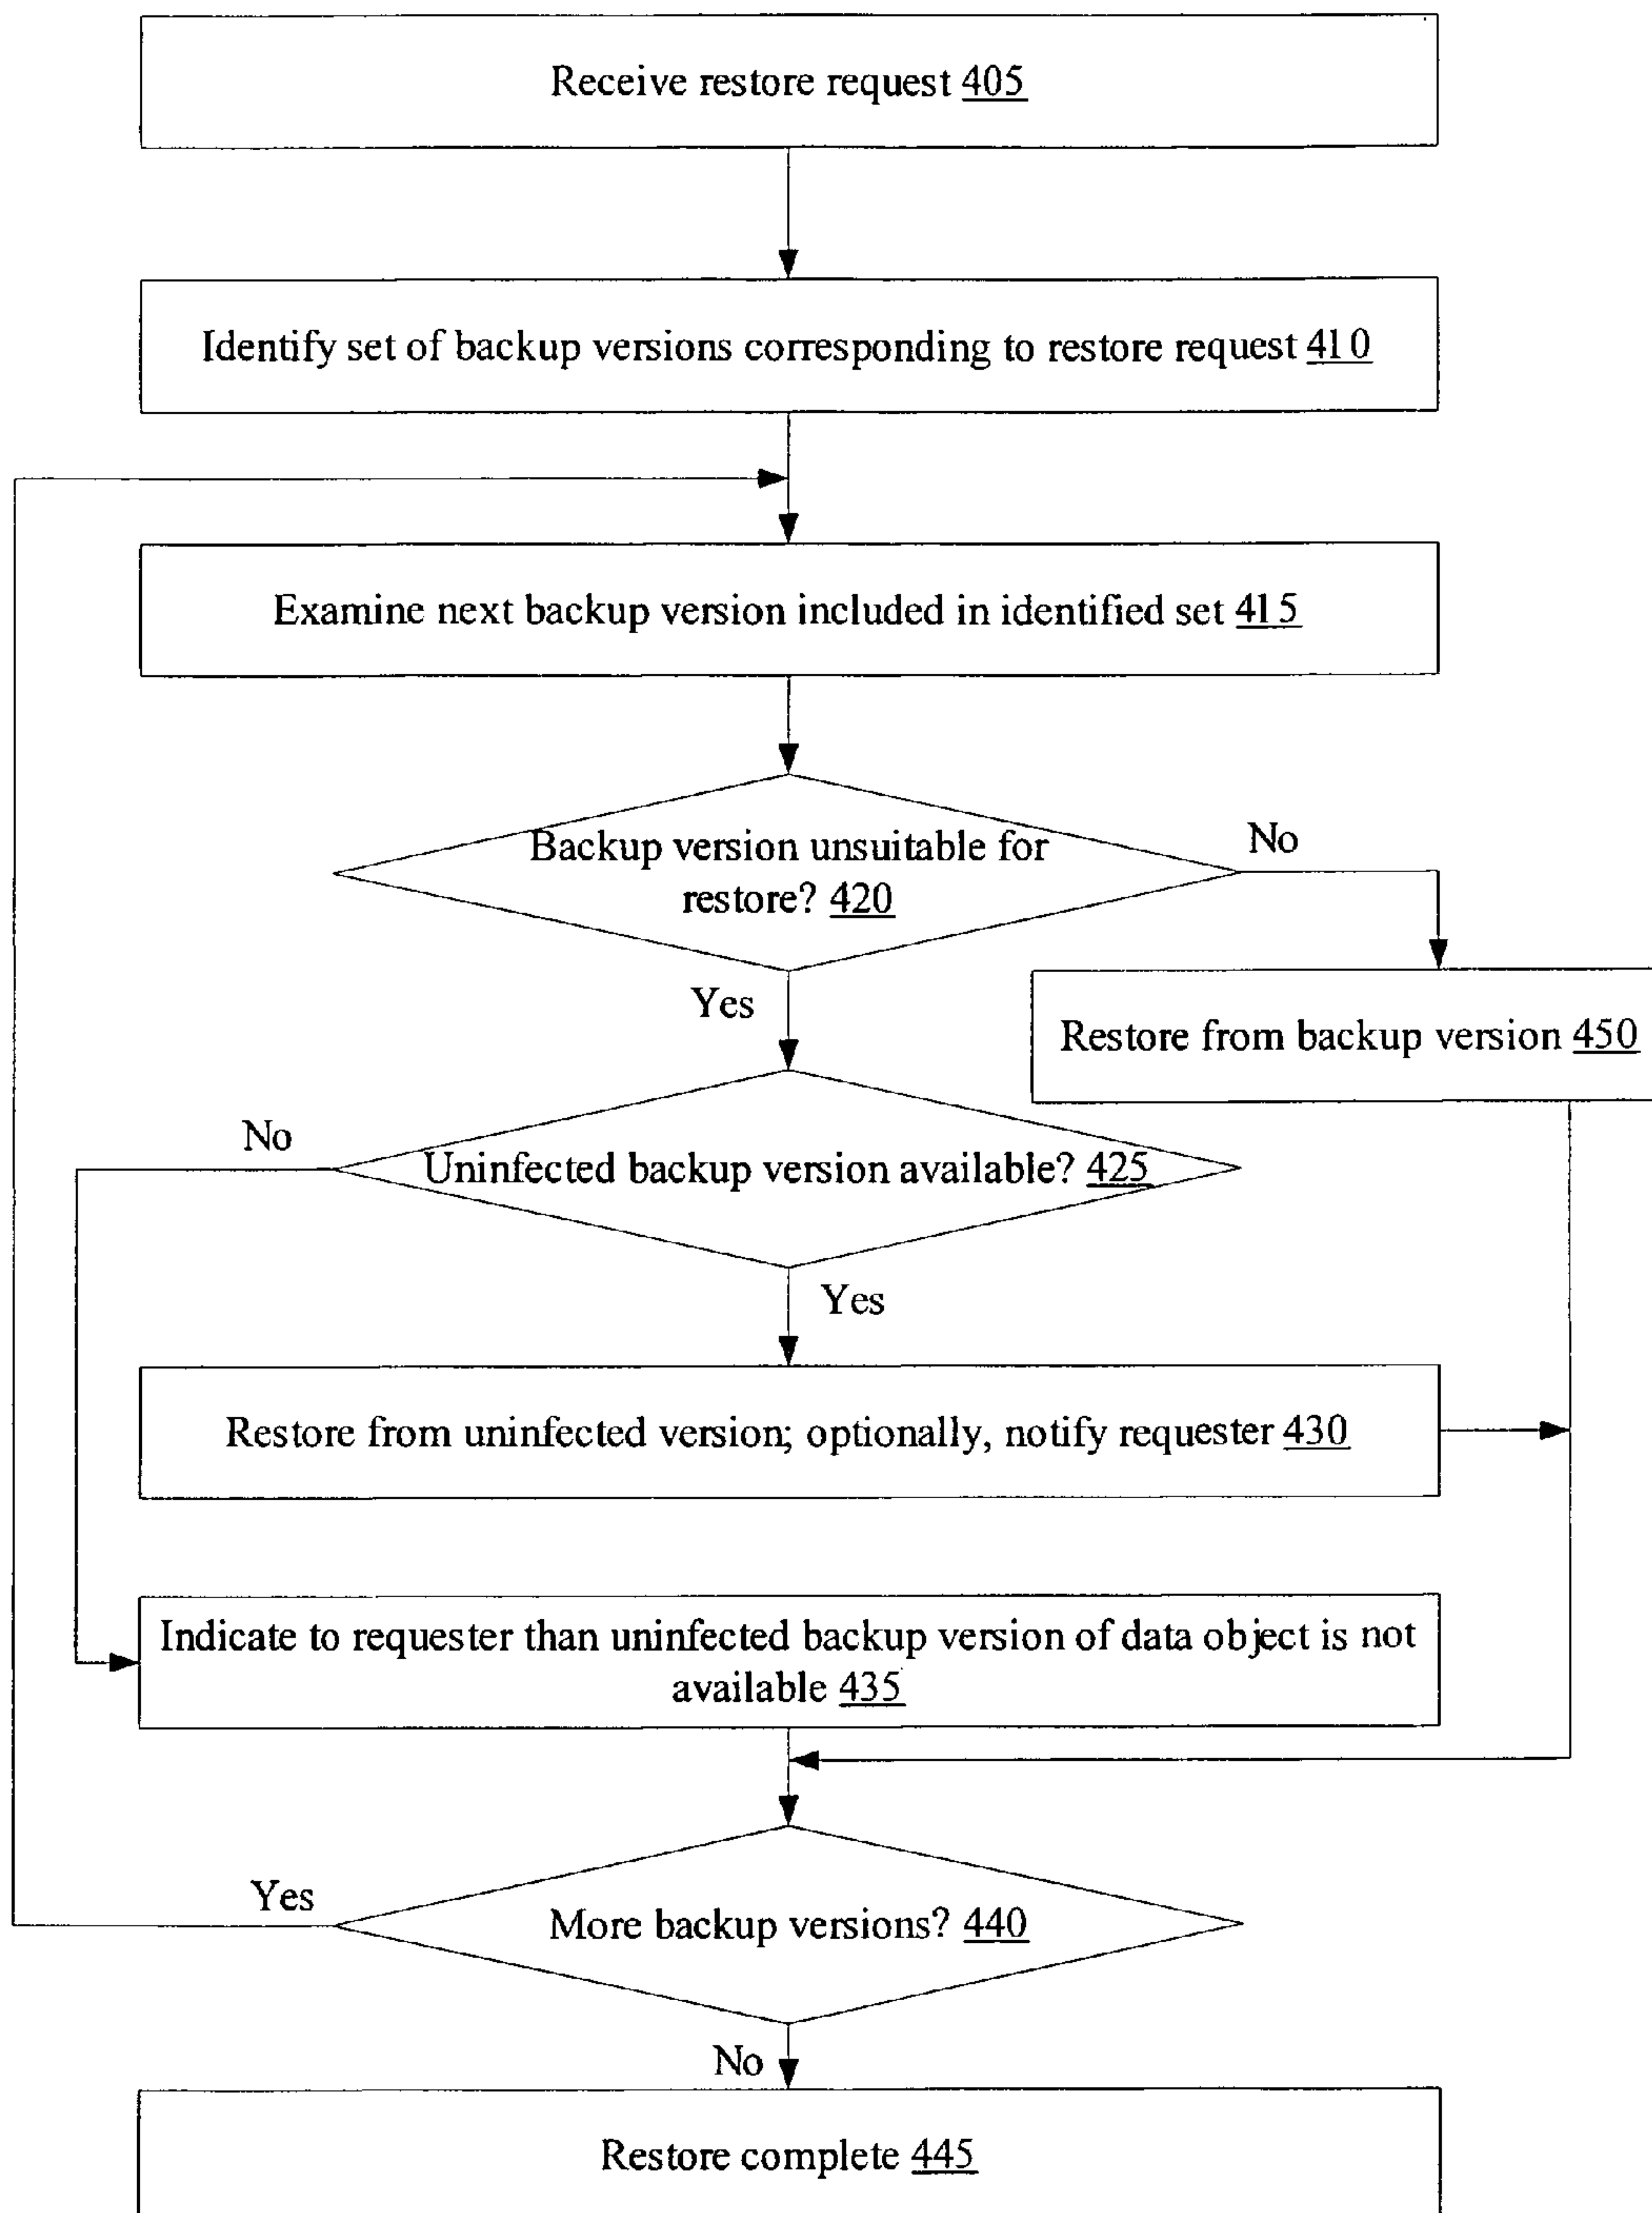 Receive restore request 405
Identify set of backup versions corresponding to restore request 410
Examine next backup version included in identified set 415
Backup version unsuitable for
restore? 420
No
Yes
Restore from backup version 450
No
Uninfected backup version available? 425
Yes
Restore from uninfected version; optionally, notify requester 430
Indicate to requester than uninfected backup version of data object is not
available 435
Yes
More backup versions? 440
No
Restore complete 445